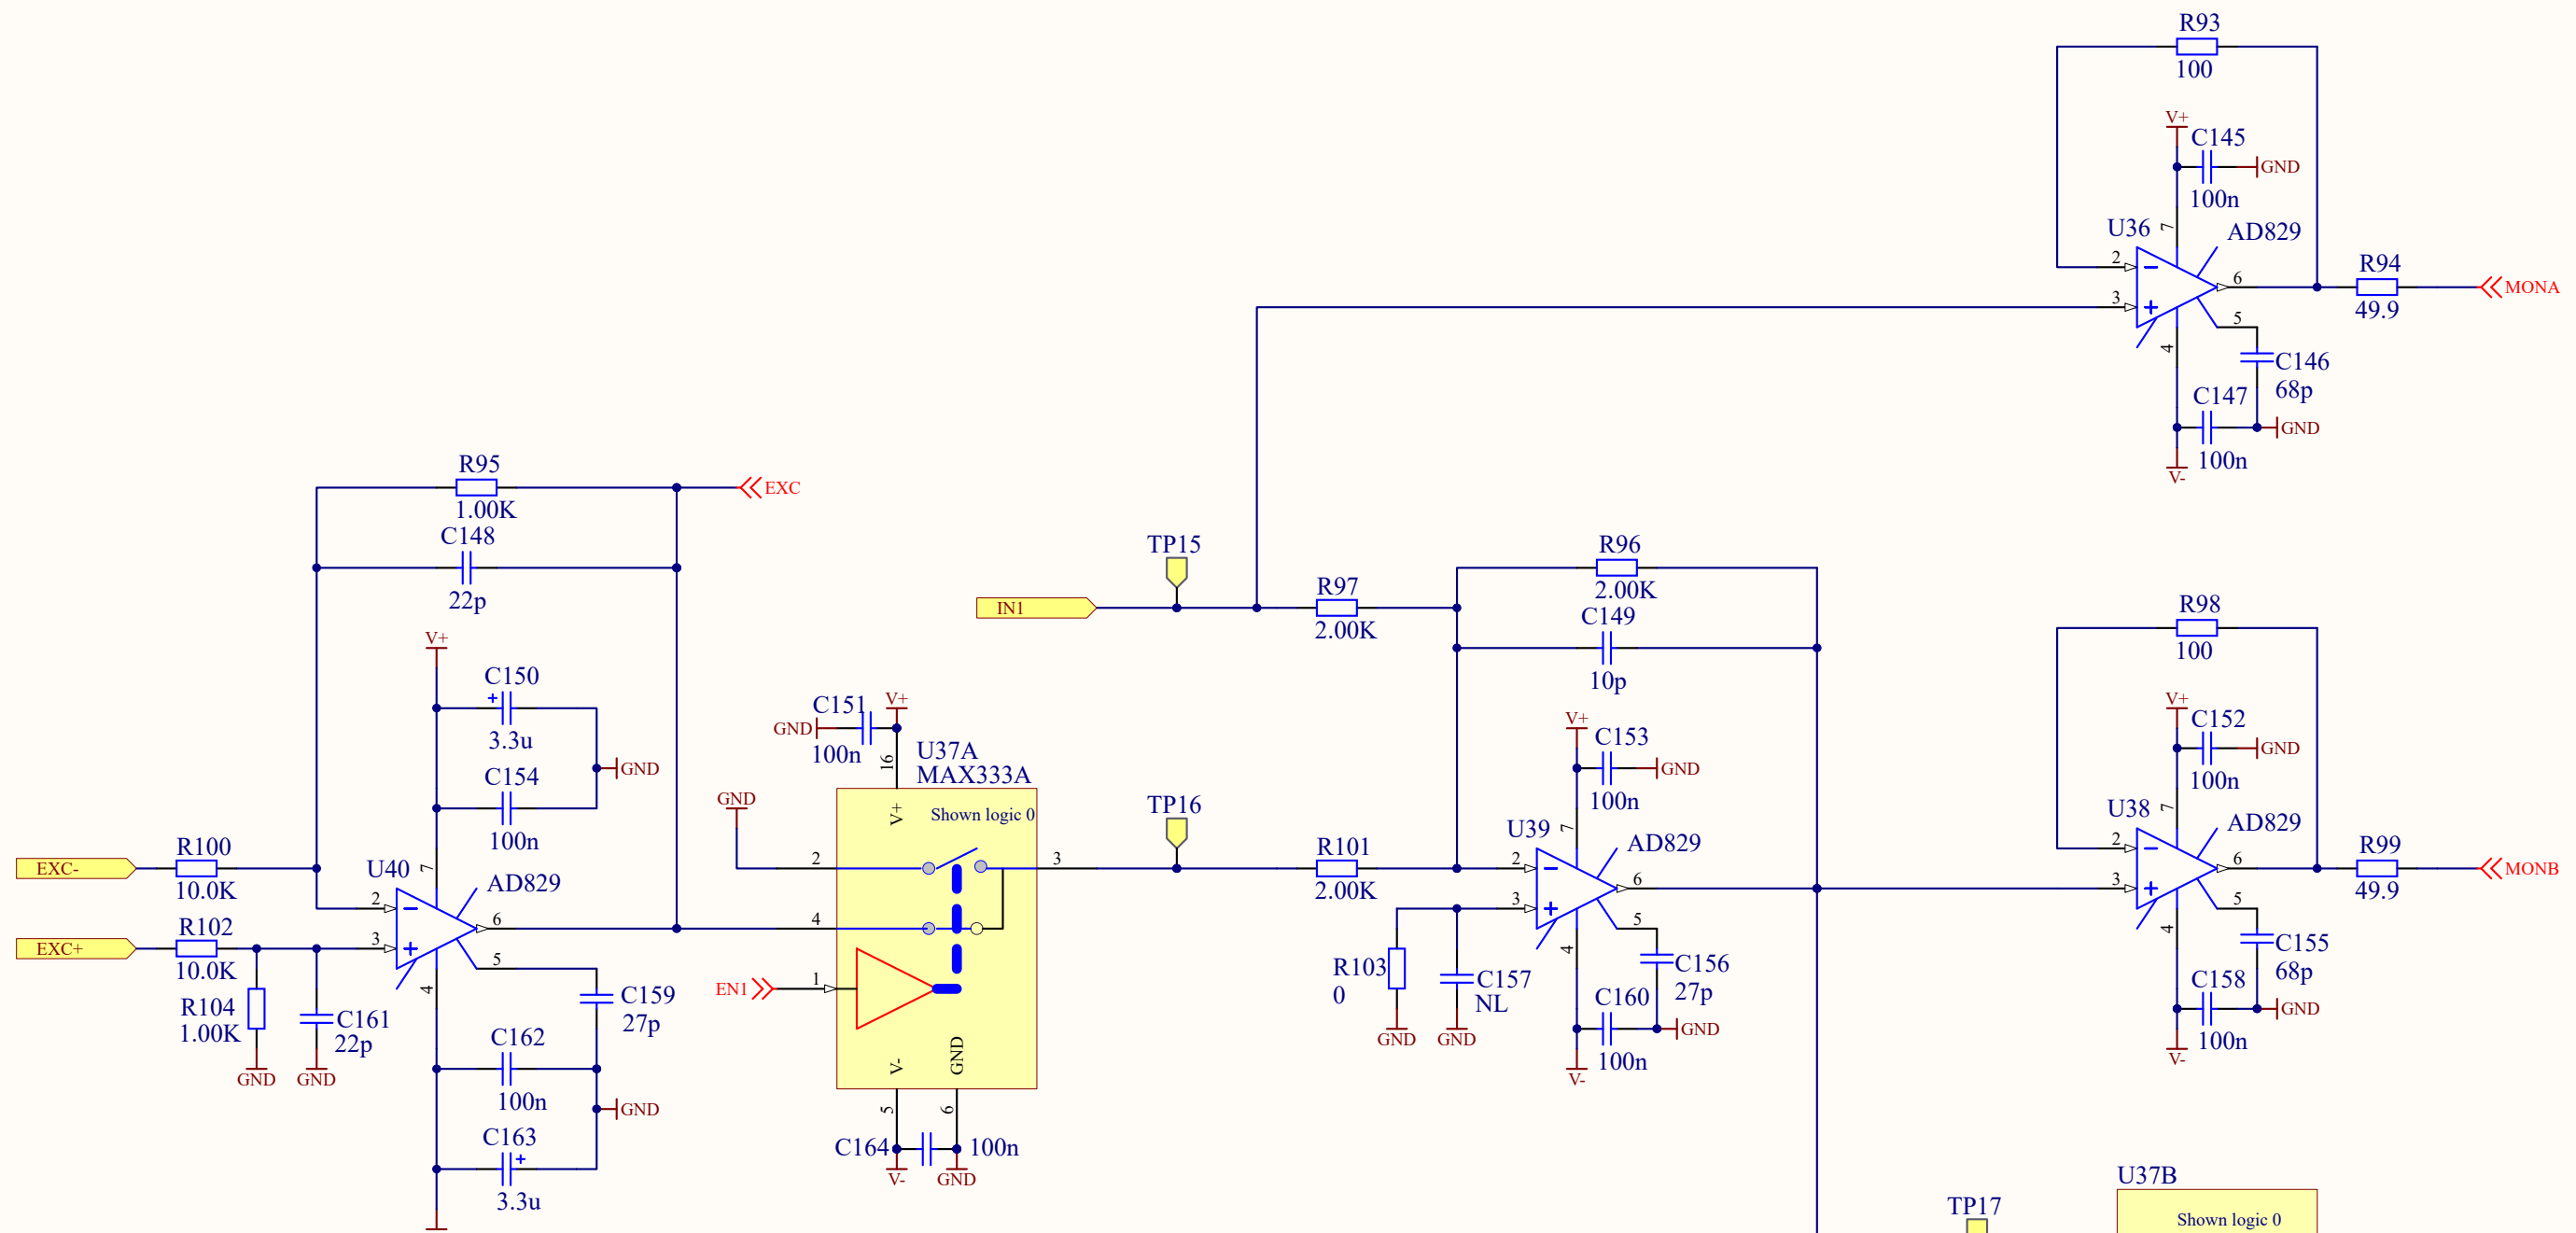 R93
100
V+
C145
GND
100n
U36
AD829
7
2
3
6
R94
49.9
MONA
5
4
C146
68p
C147
GND
100n
V-
R95
1.00K
EXC
C148
22p
V+
C150
3.3u
GND
C154
100n
EXC-
R100
10.0K
U40
AD829
7
2
6
3
5
4
EXC+
R102
10.0K
R104
1.00K
GND
C161
22p
GND
C159
27p
C162
100n
GND
C163
3.3u
C151
V+
GND
100n
16
U37A
MAX333A
V+
Shown logic 0
GND
2
3
4
EN1
1
V-
GND
5
6
C164
100n
V-
GND
TP15
IN1
R97
2.00K
R96
2.00K
C149
10p
TP16
R101
2.00K
V+
C153
GND
100n
U39
AD829
7
2
6
3
5
4
R103
0
GND
C157
NL
GND
C156
27p
C160
GND
100n
V-
R98
100
V+
C152
GND
100n
U38
AD829
7
2
3
6
R99
49.9
MONB
5
4
C155
68p
C158
GND
100n
V-
U37B
Shown logic 0
TP17